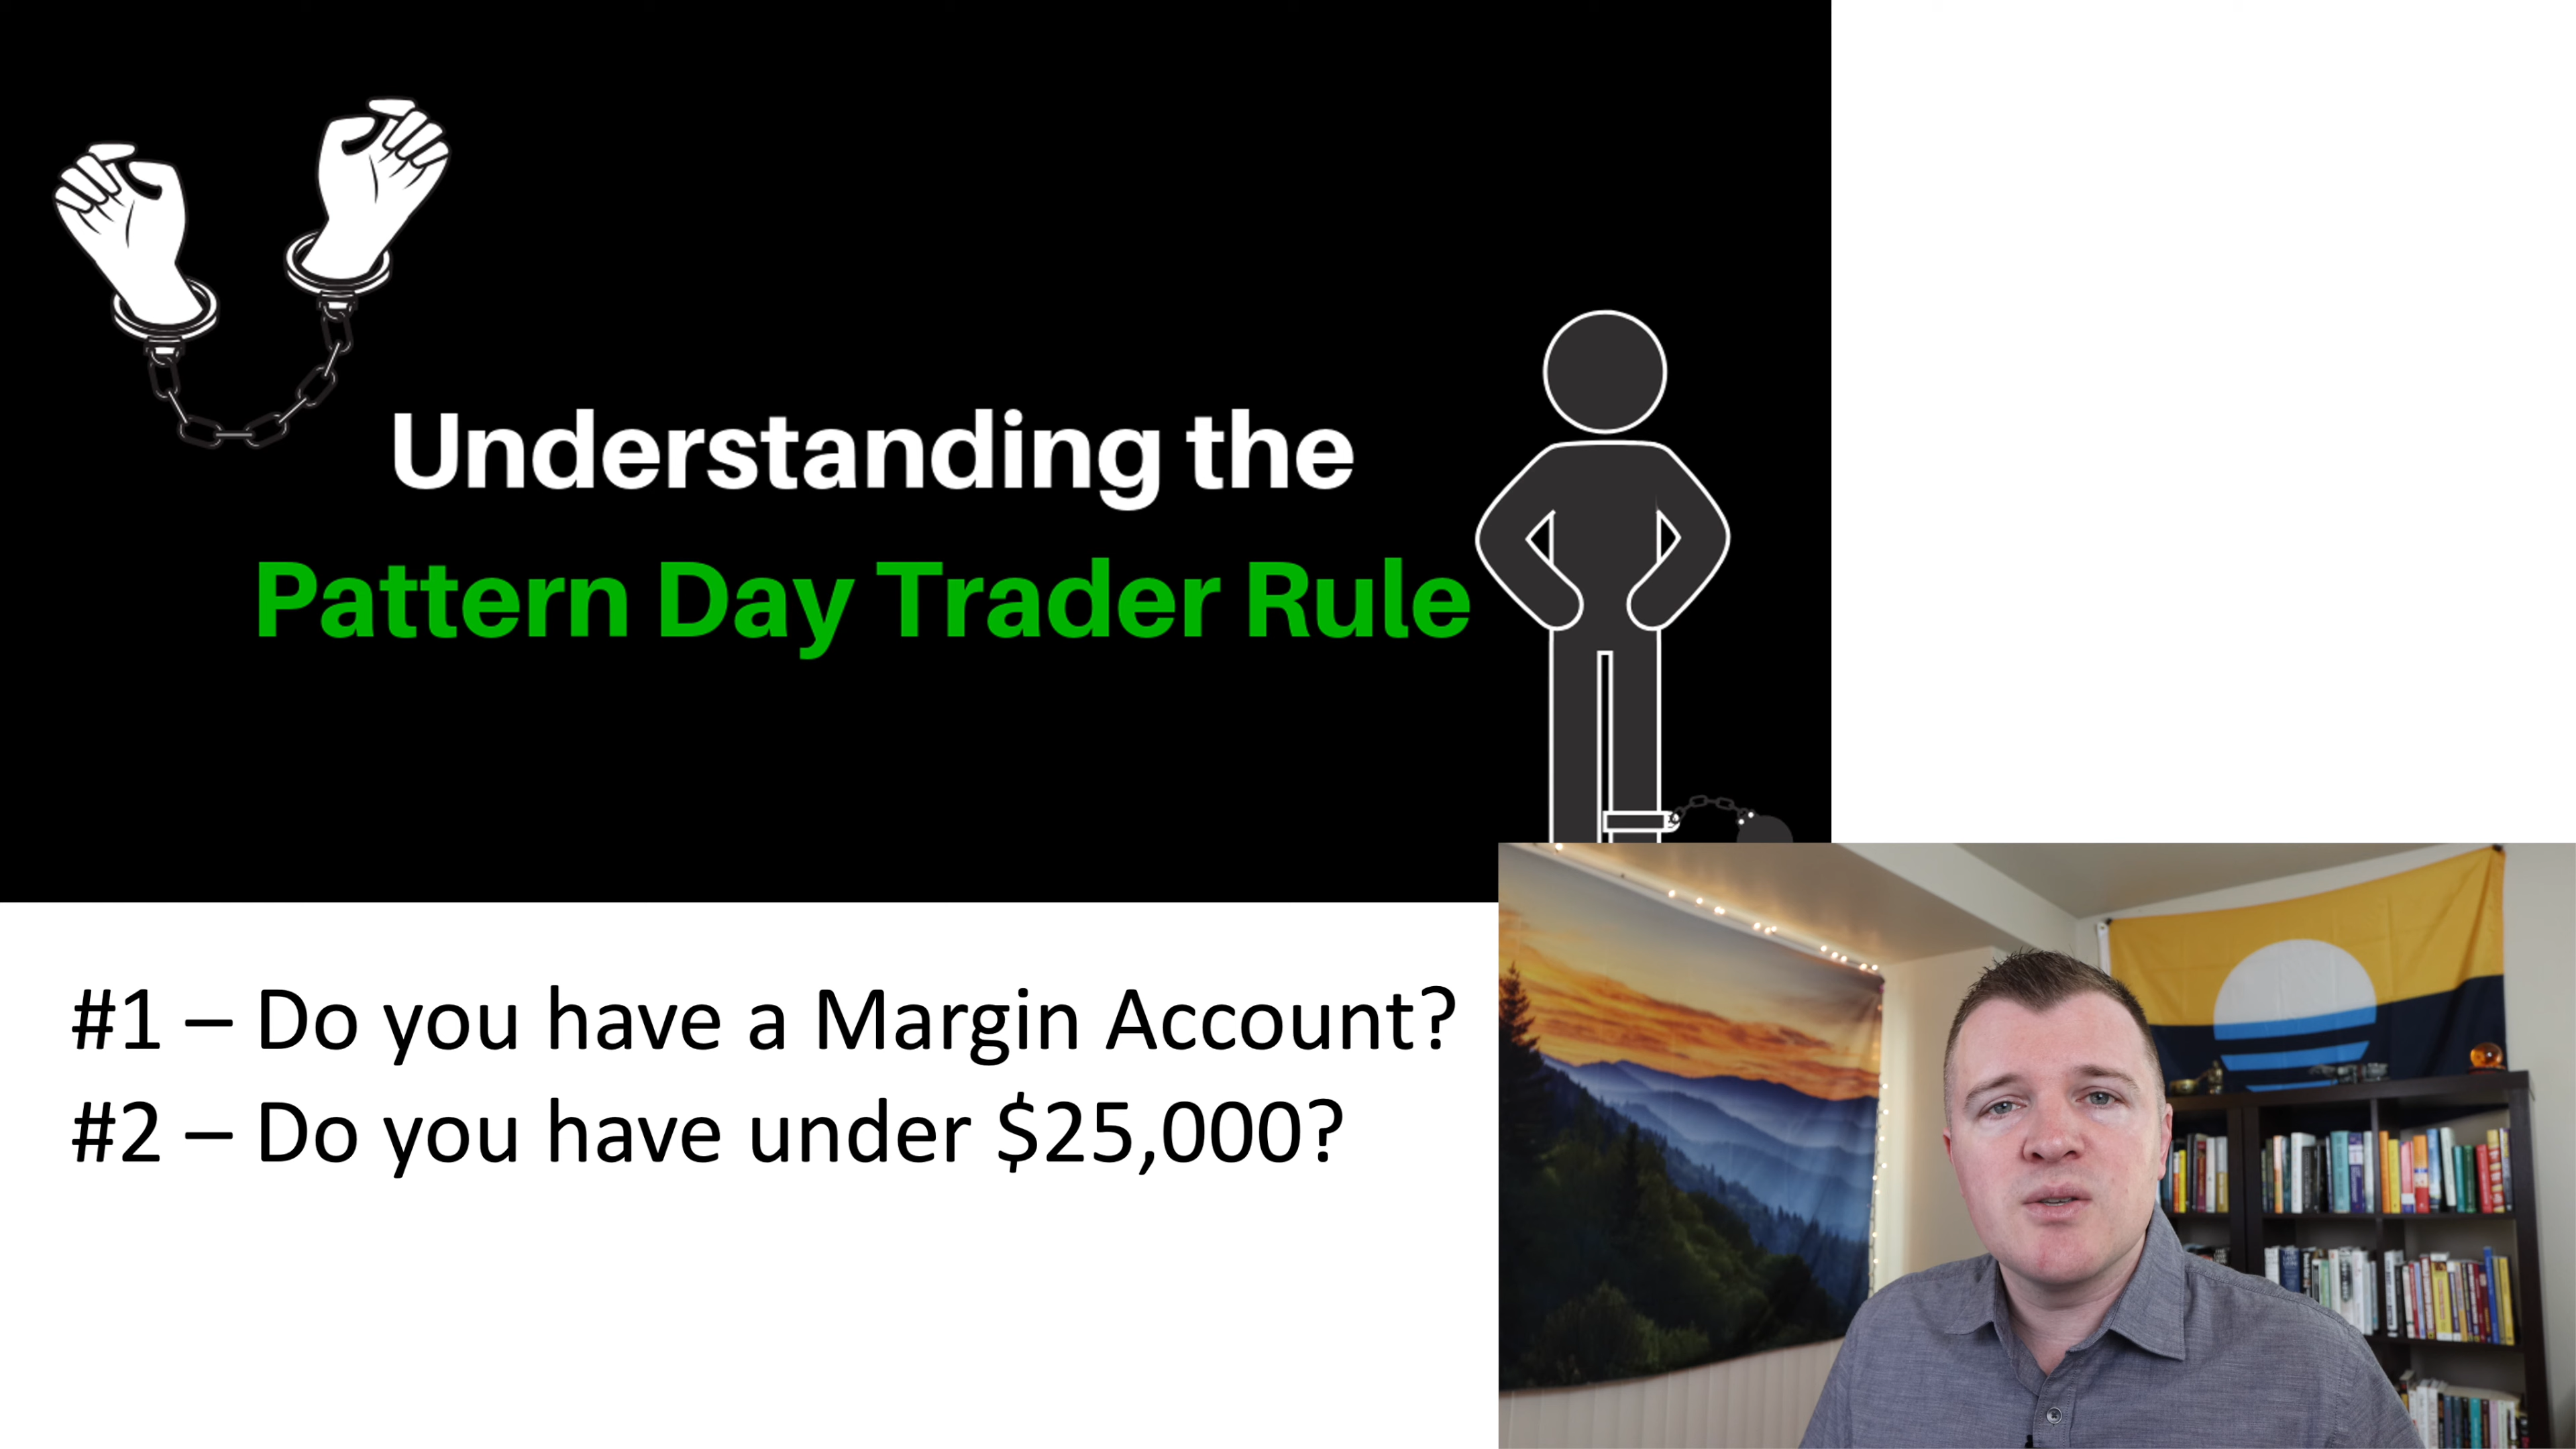 Understanding the
Pattern Day Trader Rule
#1 – Do you have a Margin Account?
#2 – Do you have under $25,000?